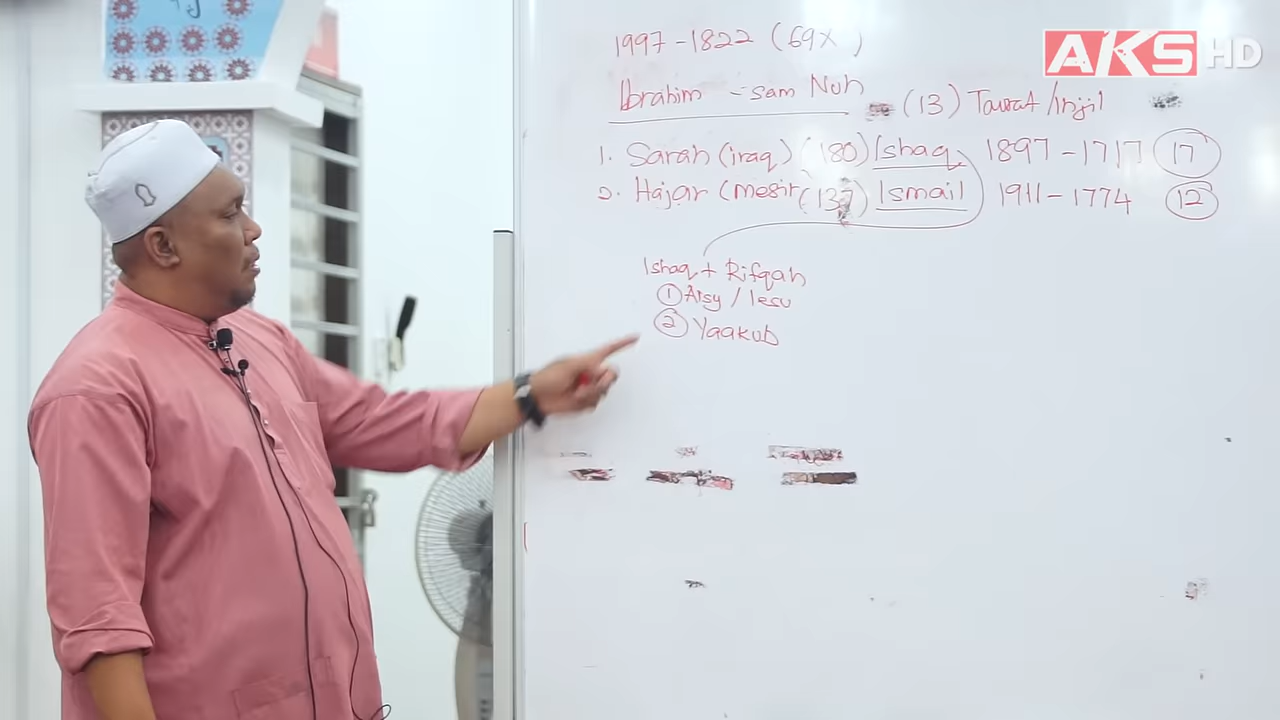 AKS HD
1997 - 1822 (69x )
Ibrahim - Sam Nuh
(13) Taurat / Injil
1. Sarah (iraq) (180) Ishaq 1897 - 1717 17
2. Hajar (mesir (137) Ismail 1911 - 1774 12
Ishaq + Rifqah
1 Aisy / Iesu
2 Yaakub